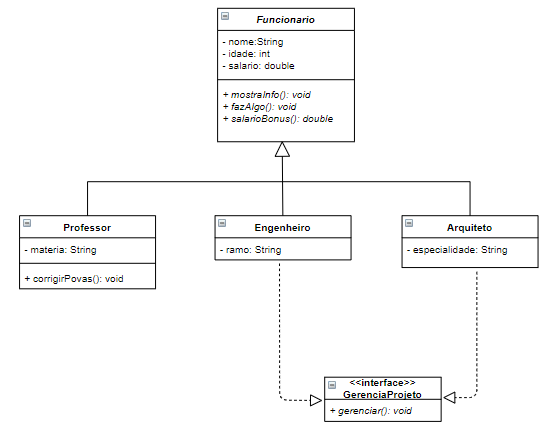 Funcionario
- nome:String
- idade: int
- salario: double
+ mostraInfo(): void
+ fazAlgo(): void
+ salarioBonus(): double
Professor
- materia: String
+ corrigirPovas(): void
Engenheiro
- ramo: String
Arquiteto
- especialidade: String
<<interface>>
GerenciaProjeto
+ gerenciar(): void